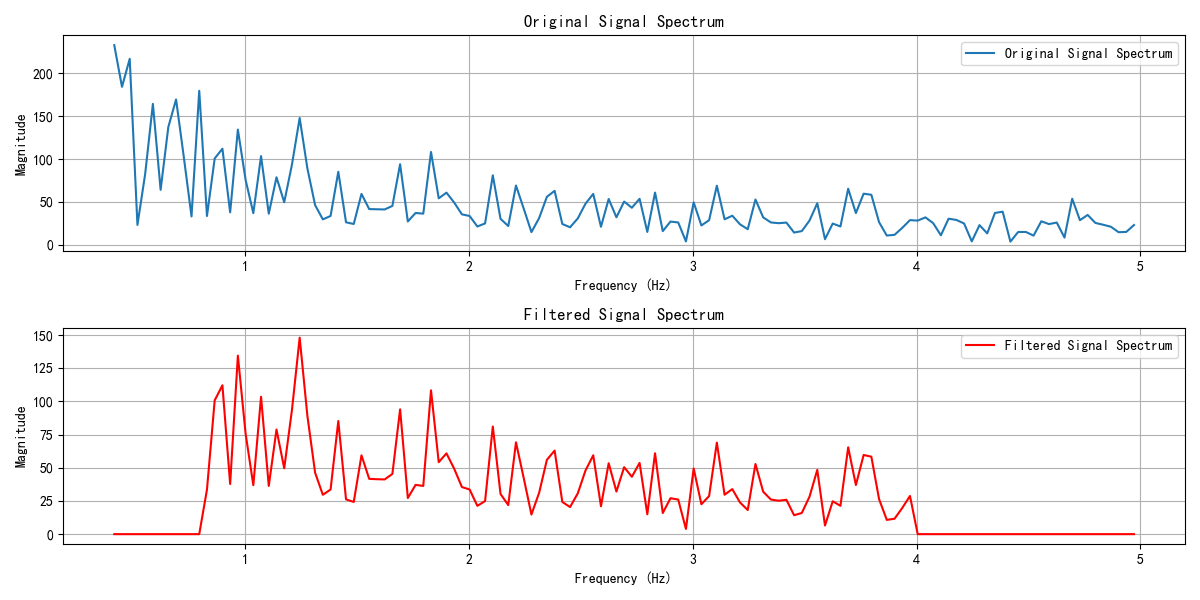 Original Signal Spectrum
Original Signal Spectrum
Magnitude
200
150
100
50
0
1
2
3
4
5
Frequency (Hz)
Filtered Signal Spectrum
Filtered Signal Spectrum
Magnitude
150
125
100
75
50
25
0
1
2
3
4
5
Frequency (Hz)